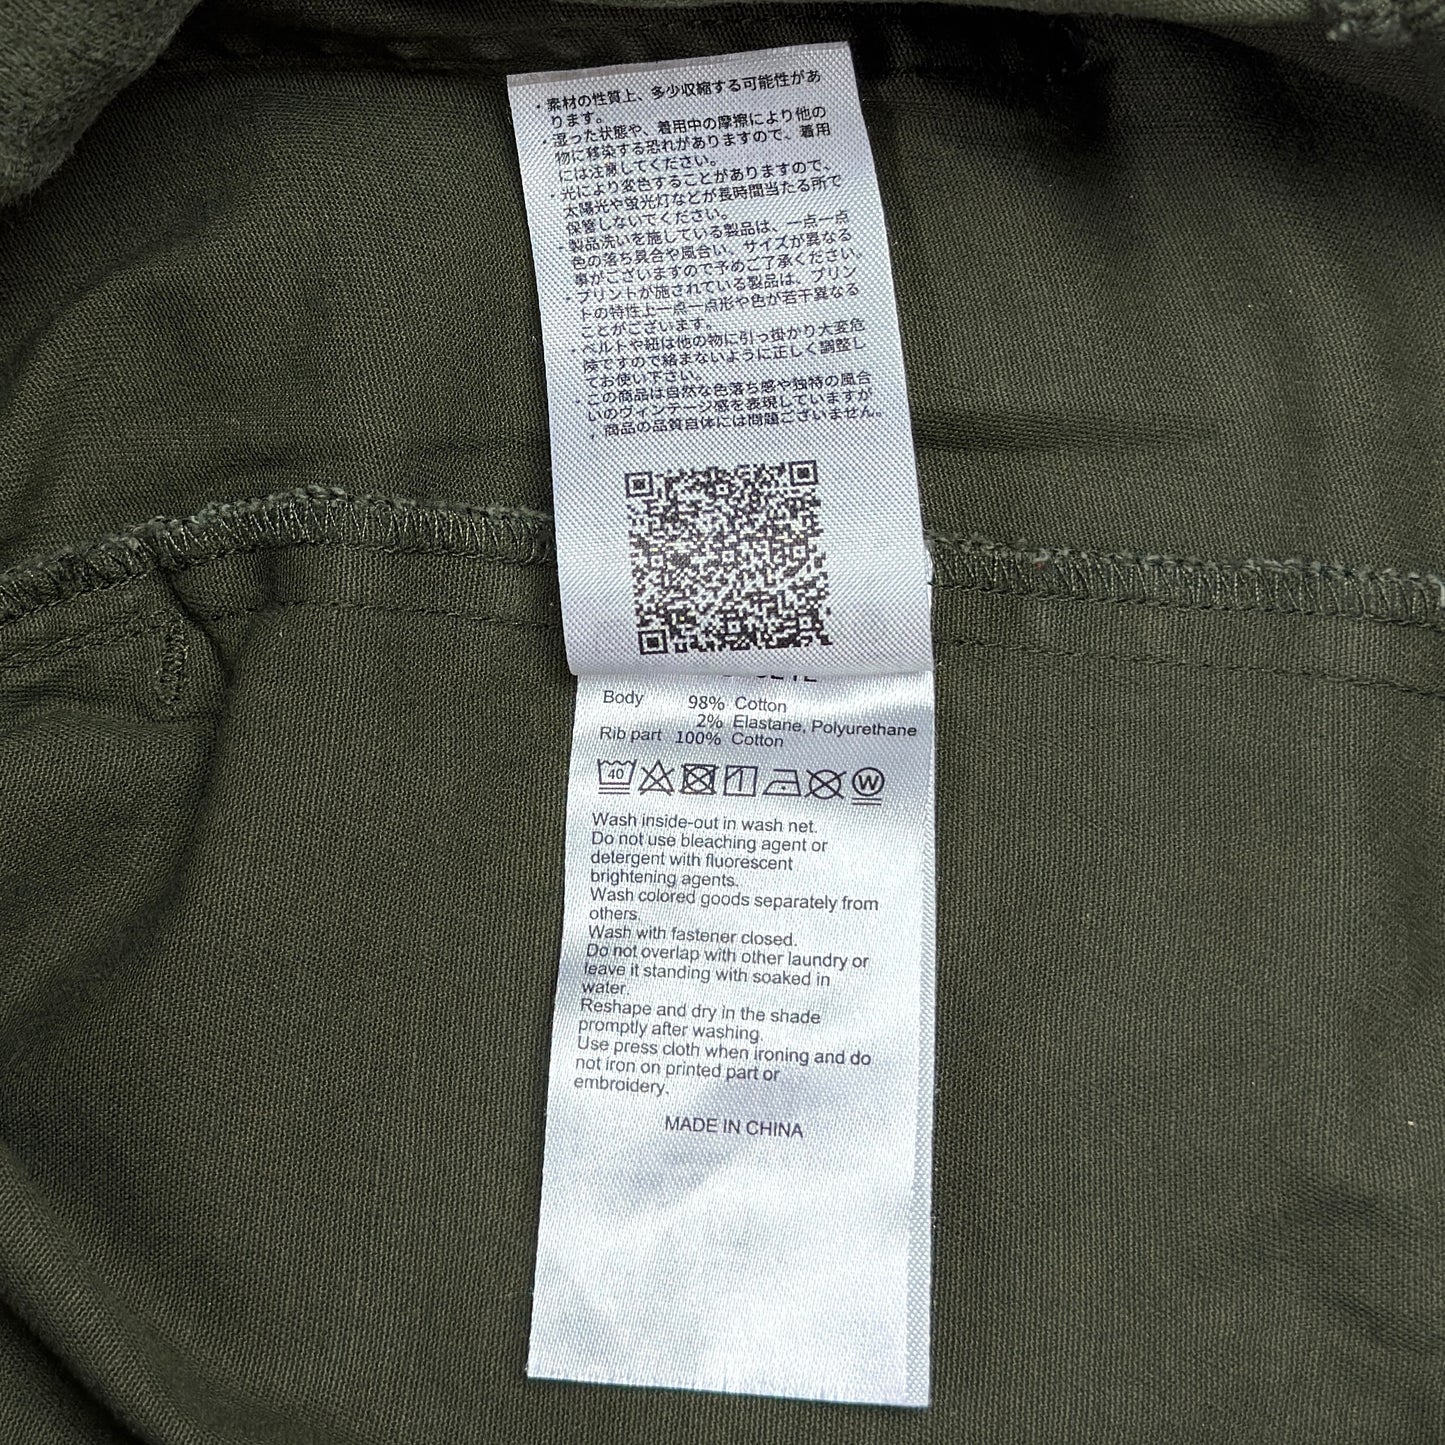 ・素材の性質上、多少収縮する可能性があ
ります。
・湿った状態や、着用中の摩擦により他の
物に移染する恐れがありますので、着用
には注意してください。
・光により変色することがありますので、
太陽光や蛍光灯などが長時間当たる所で
保管しないでください。
・製品洗いを施している製品は、一点一点
色の落ち具合や風合い、サイズが異なる
事がございますので予めご了承ください。
・プリントが施されている製品は、プリン
トの特性上一点一点形や色が若干異なる
ことがございます。
・ベルトや紐は他の物に引っ掛かり大変危
険ですので絡まないように正しく調整し
てお使い下さい。
・この商品は自然な色落ち感や独特の風合
いのヴィンテージ感を表現していますが
、商品の品質自体には問題ございません。
Body 98% Cotton
2% Elastane, Polyurethane
Rib part 100% Cotton
40 W
Wash inside-out in wash net.
Do not use bleaching agent or
detergent with fluorescent
brightening agents.
Wash colored goods separately from
others.
Wash with fastener closed.
Do not overlap with other laundry or
leave it standing with soaked in
water.
Reshape and dry in the shade
promptly after washing.
Use press cloth when ironing and do
not iron on printed part or
embroidery.
MADE IN CHINA